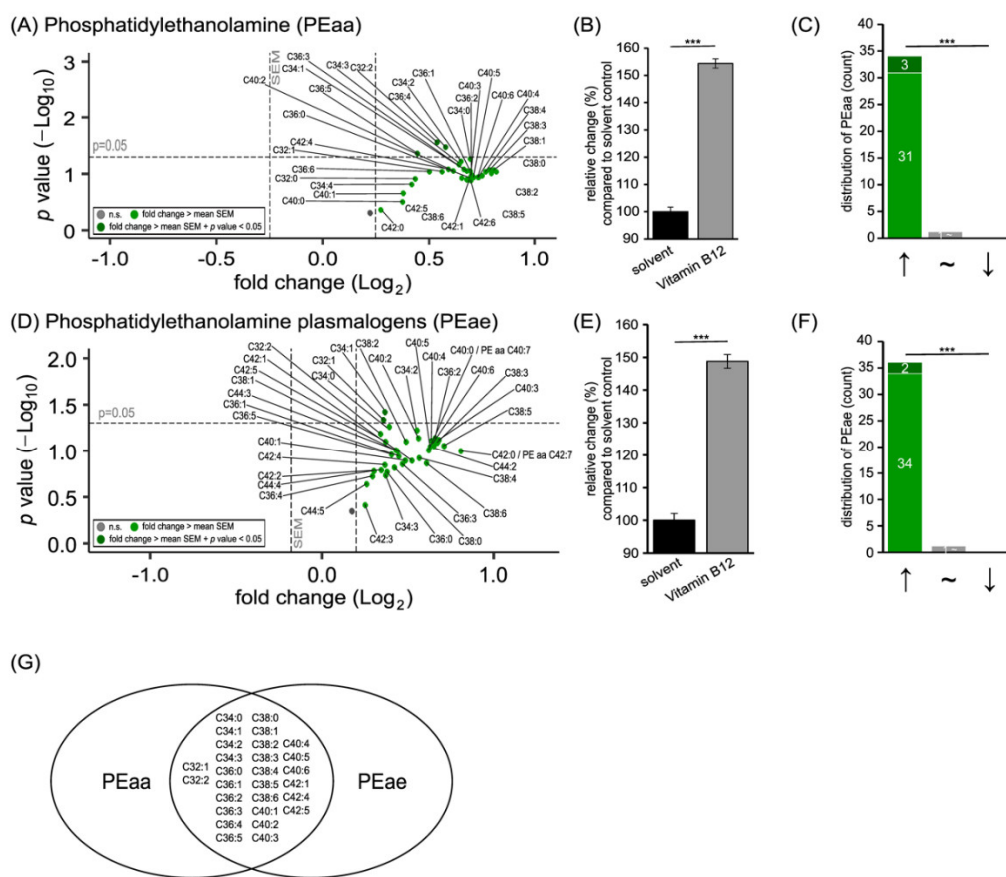 (A) Phosphatidylethanolamine (PEaa)
p value (−Log10)
3
2
1
0
SEM
p=0.05
C36:3
C34:1
C40:2
C34:3
C32:2
C36:5
C36:0
C34:2
C36:4
C36:1
C40:3
C36:2
C34:0
C40:5
C40:6
C40:4
C38:4
C38:3
C38:1
C38:0
C42:4
C32:1
C36:6
C32:0
C34:4
C40:1
C40:0
C42:5
C42:0
C38:6
C42:1
C42:6
C38:5
C38:2
n.s.
fold change > mean SEM
fold change > mean SEM + p value < 0.05
-1.0
-0.5
0.0
0.5
1.0
fold change (Log2)
(B)
relative change (%)
compared to solvent control
160
150
140
130
120
110
100
90
***
solvent
Vitamin B12
(C)
distribution of PEaa (count)
40
35
30
25
20
15
10
5
0
***
3
31
↑ ~ ↓
(D) Phosphatidylethanolamine plasmalogens (PEae)
p value (−Log10)
2.0
1.5
1.0
0.5
0.0
p=0.05
SEM
C32:2
C42:1
C42:5
C38:1
C44:3
C36:1
C36:5
C34:1
C32:1
C34:0
C38:2
C40:2
C40:5
C34:2
C40:4
C40:0 / PE aa C40:7
C36:2
C40:6
C38:3
C40:3
C38:5
C42:0 / PE aa C42:7
C44:2
C38:4
C40:1
C42:4
C42:2
C44:4
C36:4
C44:5
C42:3
C34:3
C36:0
C38:0
C36:3
C38:6
n.s.
fold change > mean SEM
fold change > mean SEM + p value < 0.05
-1.0
0.0
1.0
fold change (Log2)
(E)
relative change (%)
compared to solvent control
160
150
140
130
120
110
100
90
***
solvent
Vitamin B12
(F)
distribution of PEae (count)
40
35
30
25
20
15
10
5
0
***
2
34
↑ ~ ↓
(G)
PEaa
C32:1
C32:2
C34:0
C34:1
C34:2
C34:3
C36:0
C36:1
C36:2
C36:3
C36:4
C36:5
C38:0
C38:1
C38:2
C38:3
C38:4
C38:5
C38:6
C40:1
C40:2
C40:3
C40:4
C40:5
C40:6
C42:1
C42:4
C42:5
PEae